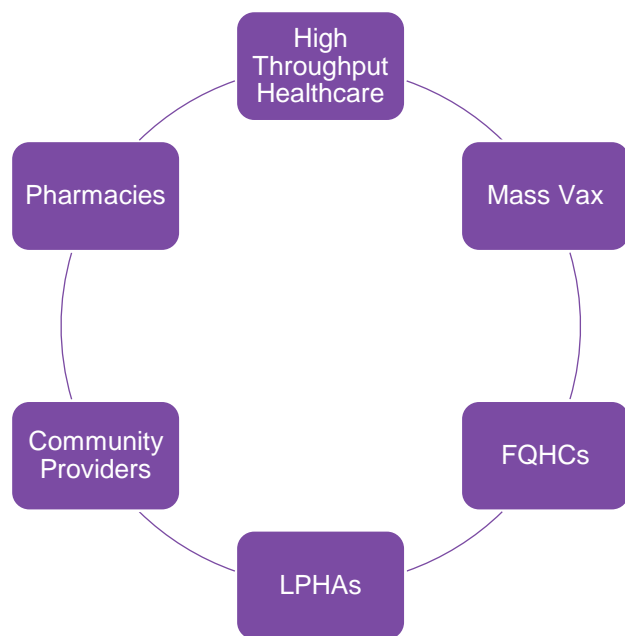 High
Throughput
Healthcare
Pharmacies
Mass Vax
Community
Providers
FQHCs
LPHAs